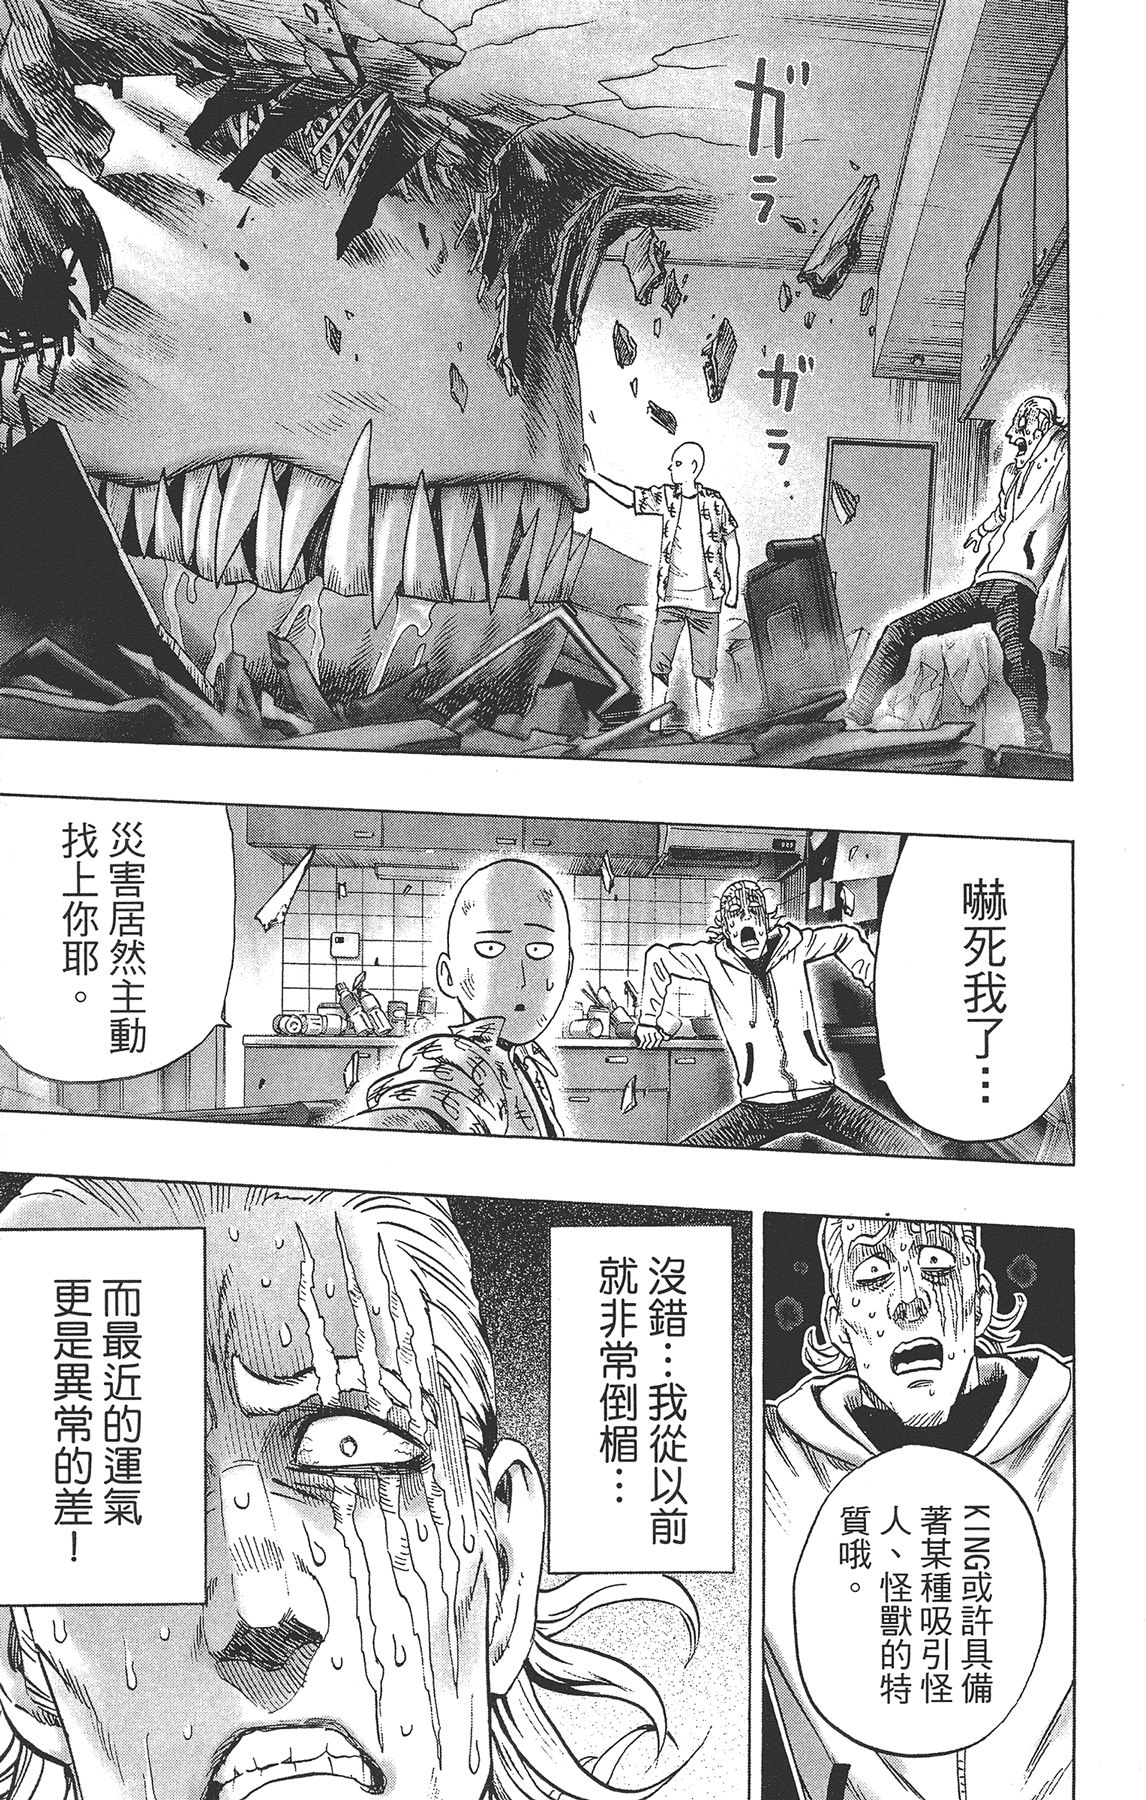 ガ
ラ
ガ
ラ
嚇死我了…
災害居然主動
找上你耶。
KING或許具備
著某種吸引怪
人、怪獸的特
質哦。
沒錯…我從以前
就非常倒楣…
而最近的運氣
更是異常的差！